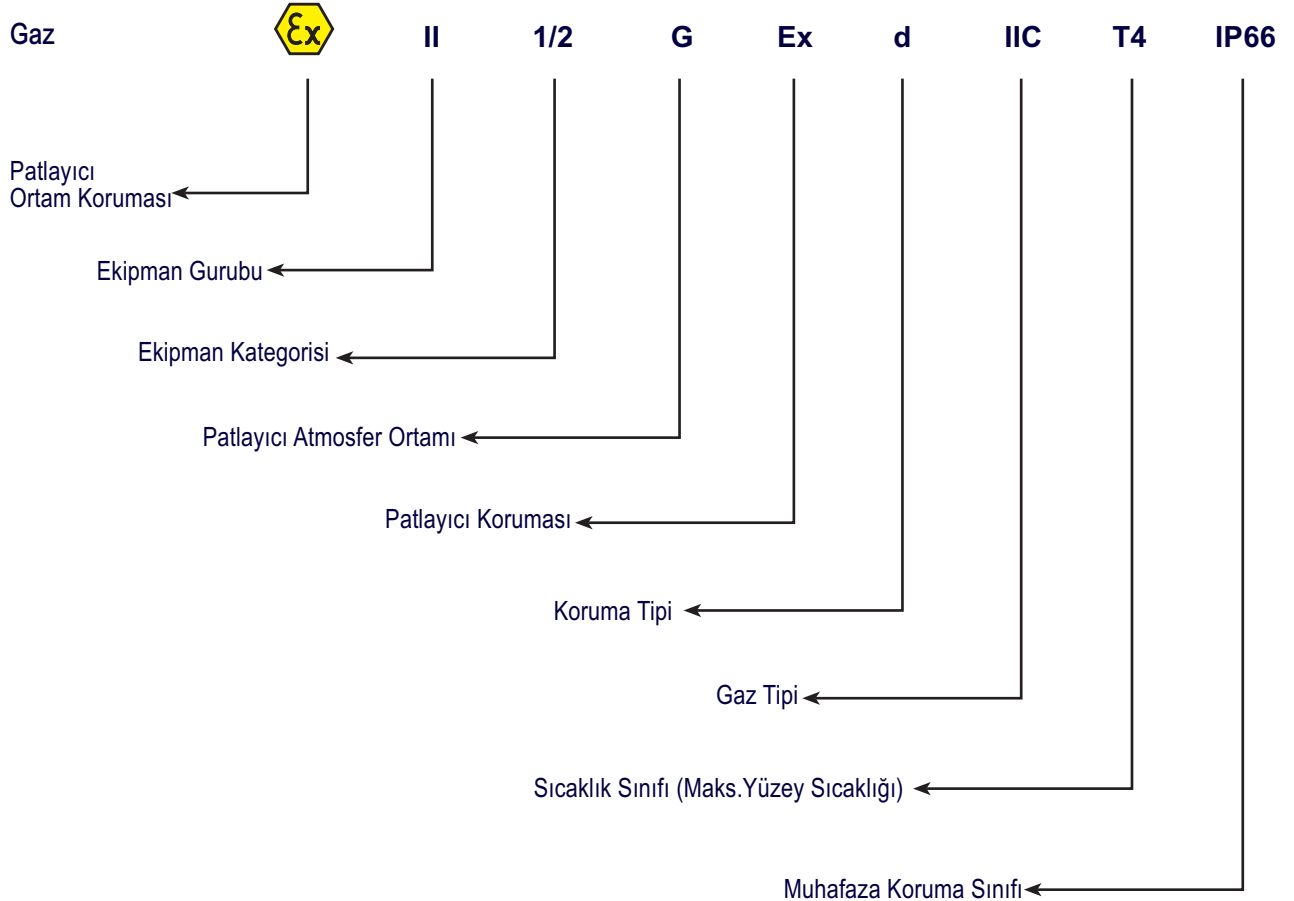 Gaz Ex II 1/2 G Ex d IIC T4 IP66
Patlayıcı
Ortam Koruması
Ekipman Gurubu
Ekipman Kategorisi
Patlayıcı Atmosfer Ortamı
Patlayıcı Koruması
Koruma Tipi
Gaz Tipi
Sıcaklık Sınıfı (Maks.Yüzey Sıcaklığı)
Muhafaza Koruma Sınıfı